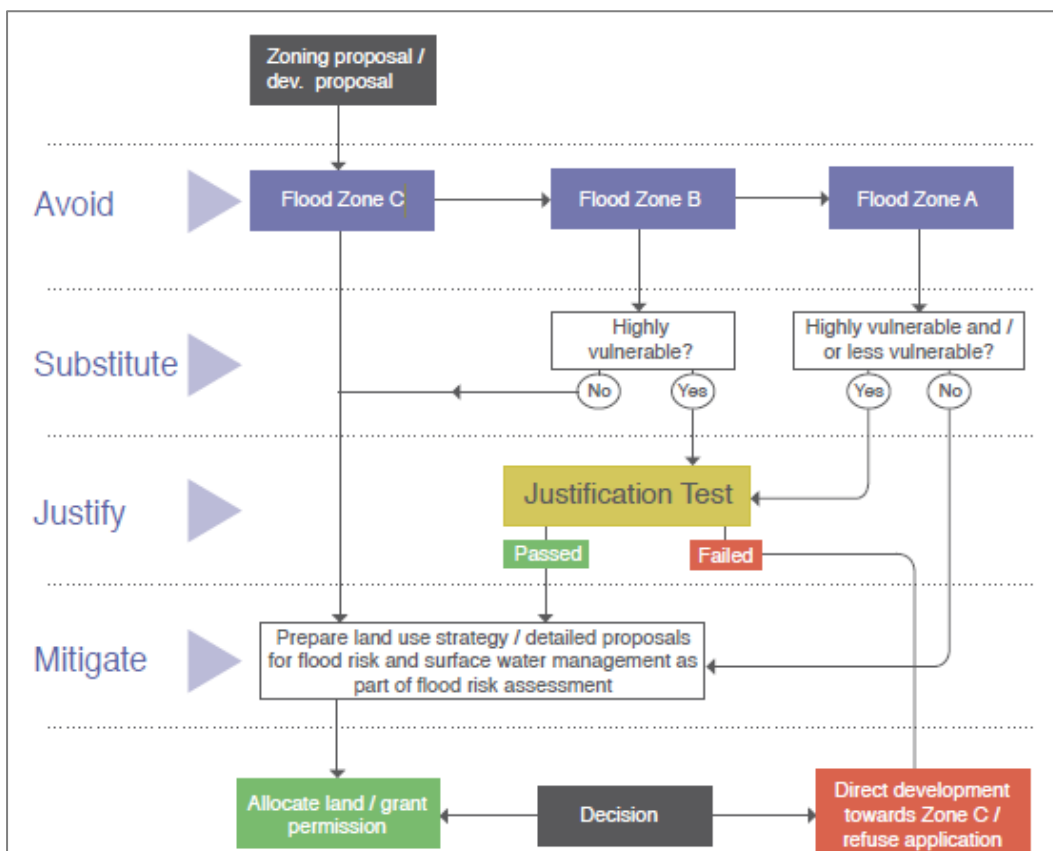 Zoning proposal /
dev. proposal
Avoid
Flood Zone C
Flood Zone B
Flood Zone A
Substitute
Highly
vulnerable?
Highly vulnerable and /
or less vulnerable?
No
Yes
Yes
No
Justify
Justification Test
Passed
Failed
Mitigate
Prepare land use strategy / detailed proposals
for flood risk and surface water management as
part of flood risk assessment
Allocate land / grant
permission
Decision
Direct development
towards Zone C /
refuse application